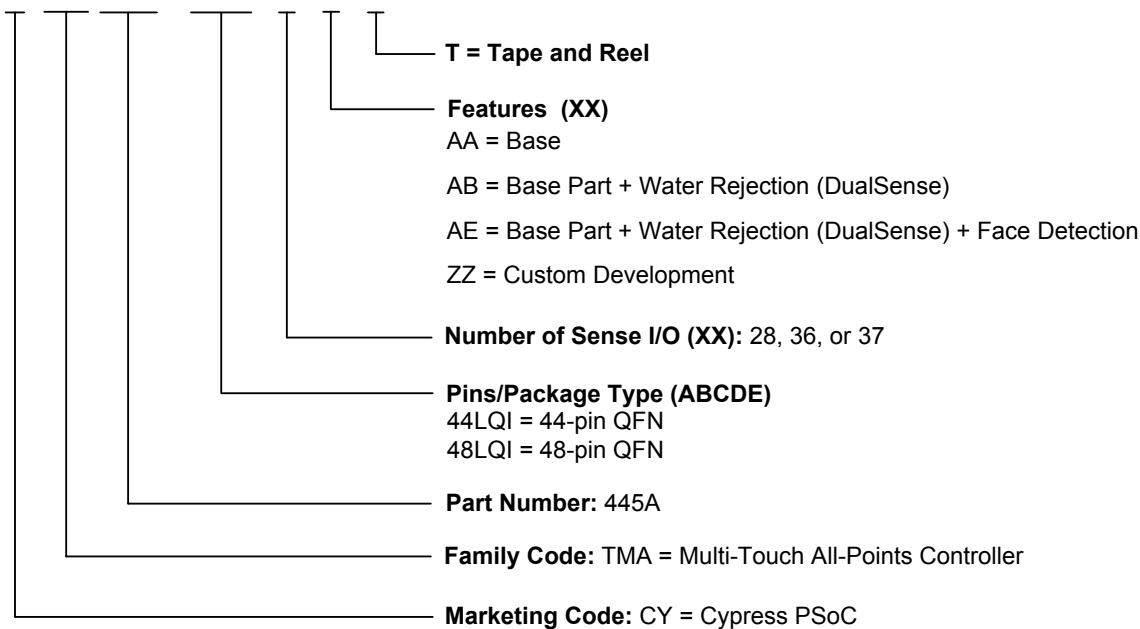 T = Tape and Reel
Features (XX)
AA = Base
AB = Base Part + Water Rejection (DualSense)
AE = Base Part + Water Rejection (DualSense) + Face Detection
ZZ = Custom Development
Number of Sense I/O (XX): 28, 36, or 37
Pins/Package Type (ABCDE)
44LQI = 44-pin QFN
48LQI = 48-pin QFN
Part Number: 445A
Family Code: TMA = Multi-Touch All-Points Controller
Marketing Code: CY = Cypress PSoC